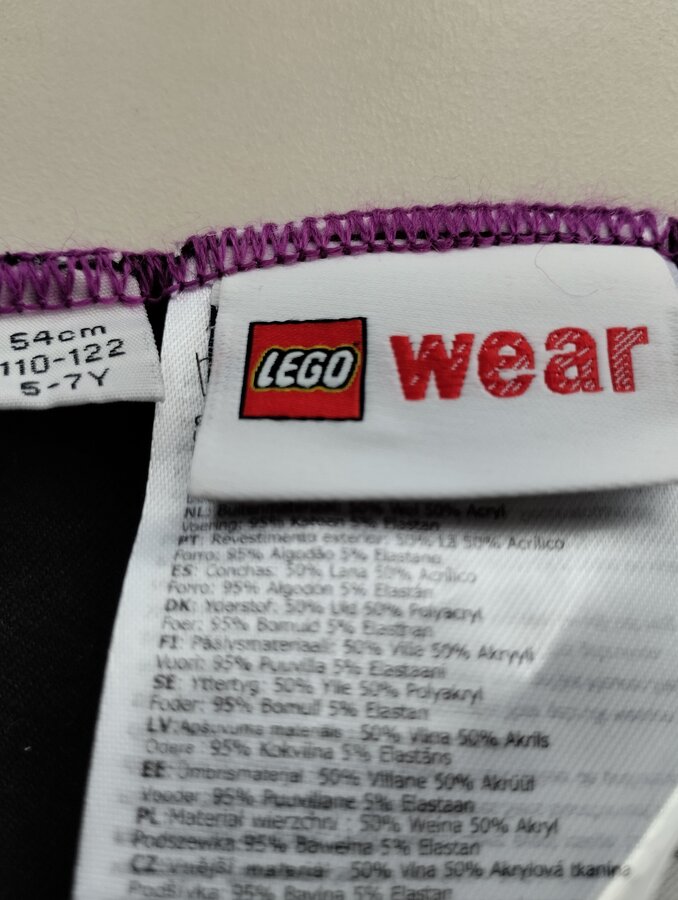 54cm
110-122
5-7Y
LEGO wear
NL: Buitenmateriaal: 50% Wol 50% Acryl
Voering: 95% Katoen 5% Elastan
PT: Revestimento exterior: 50% Lã 50% Acrílico
Forro: 95% Algodão 5% Elastano
ES: Conchas: 50% Lana 50% Acrílico
Forro: 95% Algodón 5% Elastán
DK: Yderstof: 50% Uld 50% Polyacryl
Foer: 95% Bomuld 5% Elasthan
FI: Päälysmateriaali: 50% Villa 50% Akryyli
Vuori: 95% Puuvilla 5% Elastaani
SE: Yttertyg: 50% Ylle 50% Polyakryl
Foder: 95% Bomull 5% Elastan
LV: Apšuvuma materiāls: 50% Vilna 50% Akrils
95% Kokvilna 5% Elastāns
EE: Ümbrismaterjal: 50% Villane 50% Akrüül
Vooder: 95% Puuvillane 5% Elastaan
PL: Materiał wierzchni: 50% Wełna 50% Akryl
Podszewka: 95% Bawełna 5% Elastan
CZ: Vnější materiál: 50% Vlna 50% Akrylová tkanina
Podšívka: 95% Bavlna 5% Elastan